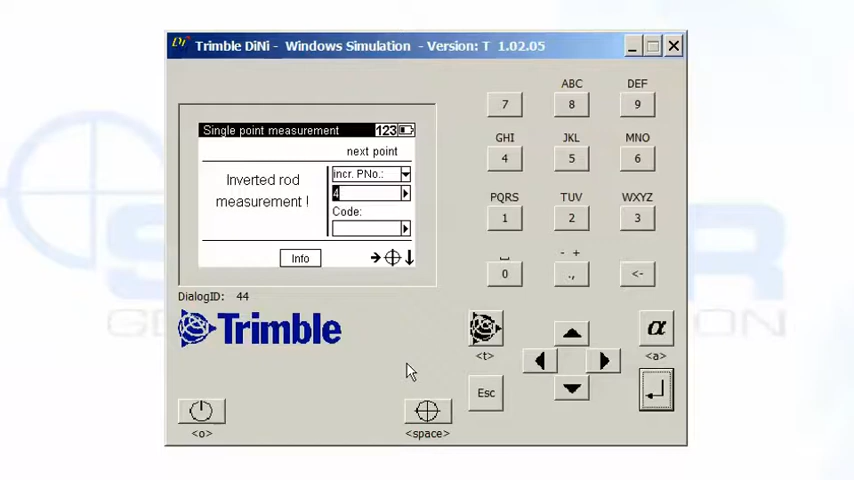 Trimble DiNi - Windows Simulation - Version: T 1.02.05
Single point measurement 123
next point
Inverted rod
measurement !
incr. PNo.:
4
Code:
Info
DialogID: 44
Trimble
7
ABC
8
DEF
9
GHI
4
JKL
5
MNO
6
PQRS
1
TUV
2
WXYZ
3
0
- +
.,
<-
<t>
α
<a>
Esc
<o>
<space>